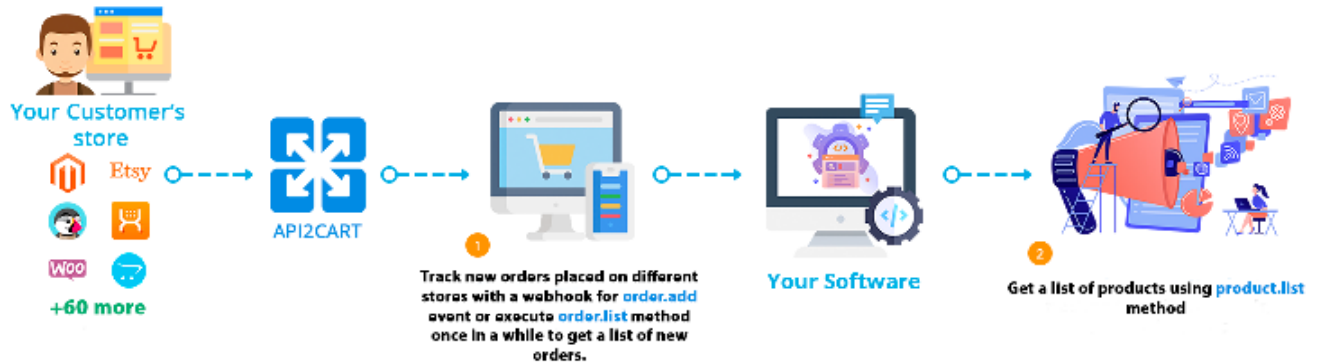 Your Customer's
store
Etsy
WOO
+60 more
API2CART
1
Track new orders placed on different
stores with a webhook for order.add
event or execute order.list method
once in a while to get a list of new
orders.
</>
Your Software
2
Get a list of products using product.list
method